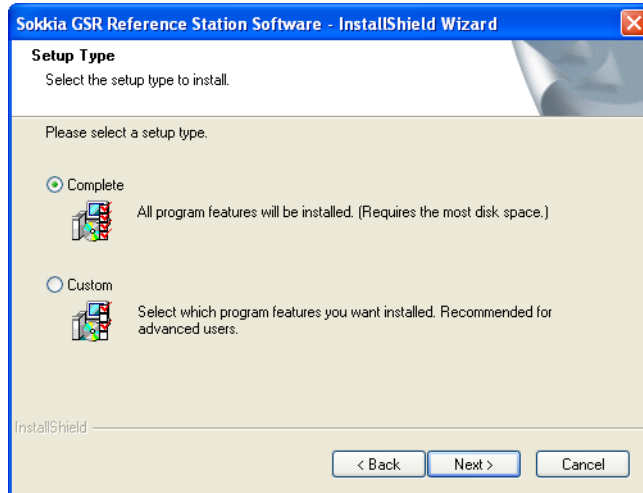 Sokkia GSR Reference Station Software - InstallShield Wizard
Setup Type
Select the setup type to install.
Please select a setup type.
Complete
All program features will be installed. (Requires the most disk space.)
Custom
Select which program features you want installed. Recommended for
advanced users.
InstallShield
< Back
Next >
Cancel